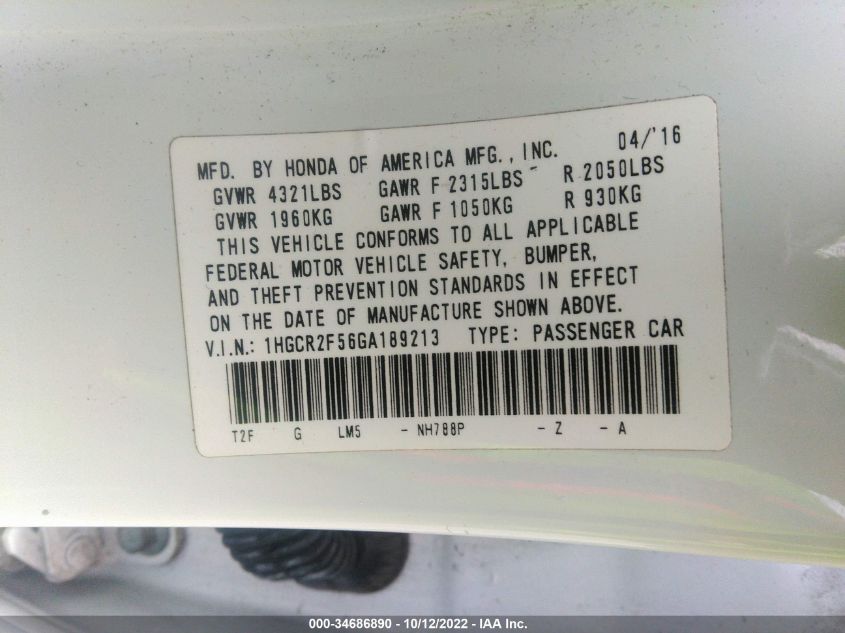 MFD. BY HONDA OF AMERICA MFG., INC. 04/'16
GVWR 4321LBS GAWR F 2315LBS R 2050LBS
GVWR 1960KG GAWR F 1050KG R 930KG
THIS VEHICLE CONFORMS TO ALL APPLICABLE
FEDERAL MOTOR VEHICLE SAFETY, BUMPER,
AND THEFT PREVENTION STANDARDS IN EFFECT
ON THE DATE OF MANUFACTURE SHOWN ABOVE.
V.I.N.: 1HGCR2F56GA189213 TYPE: PASSENGER CAR
T2F G LM5 - NH788P - Z - A
000-34686890 - 10/12/2022 - IAA Inc.